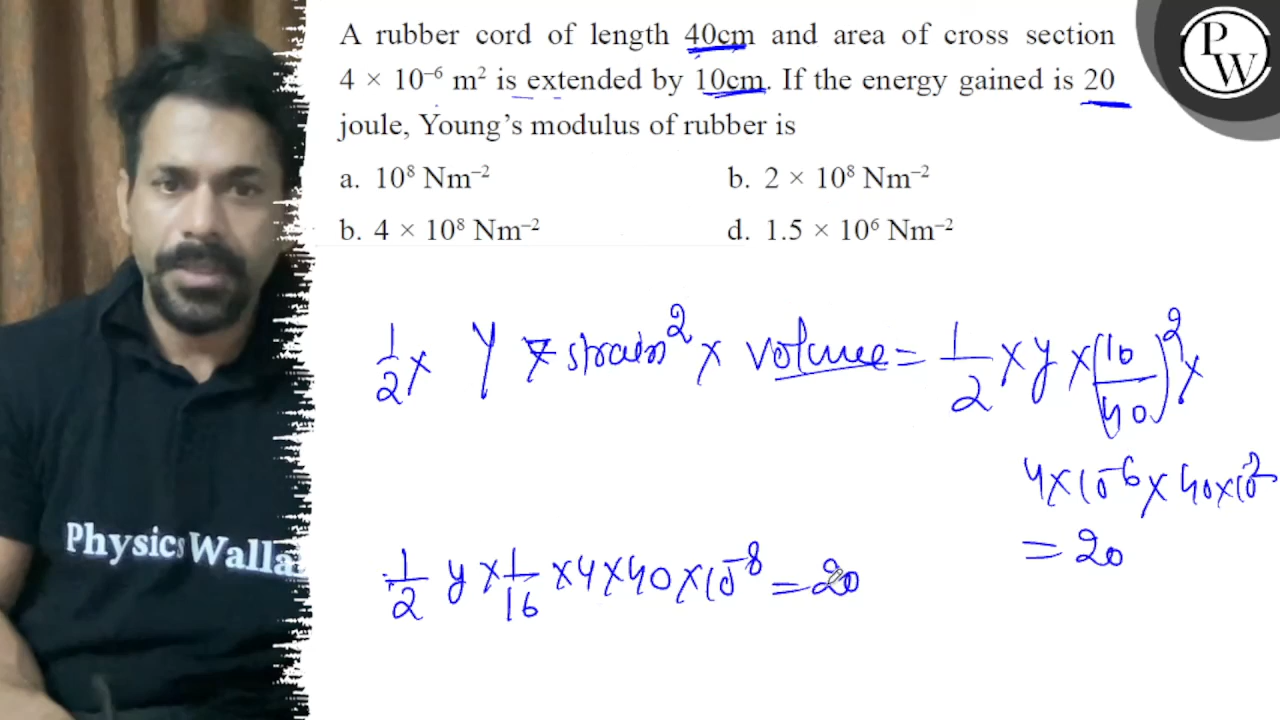 A rubber cord of length 40cm and area of cross section
4 × 10⁻⁶ m² is extended by 10cm. If the energy gained is 20
joule, Young's modulus of rubber is
a. 10⁸ Nm⁻² b. 2 × 10⁸ Nm⁻²
b. 4 × 10⁸ Nm⁻² d. 1.5 × 10⁶ Nm⁻²
PW
1/2 × Y × strain² × volume = 1/2 × y × (10/40)² ×
4×10⁻⁶ × 40×10⁻²
= 20
1/2 y × 1/16 × 4 × 40 × 10⁻⁸ = 20
Physics Walla